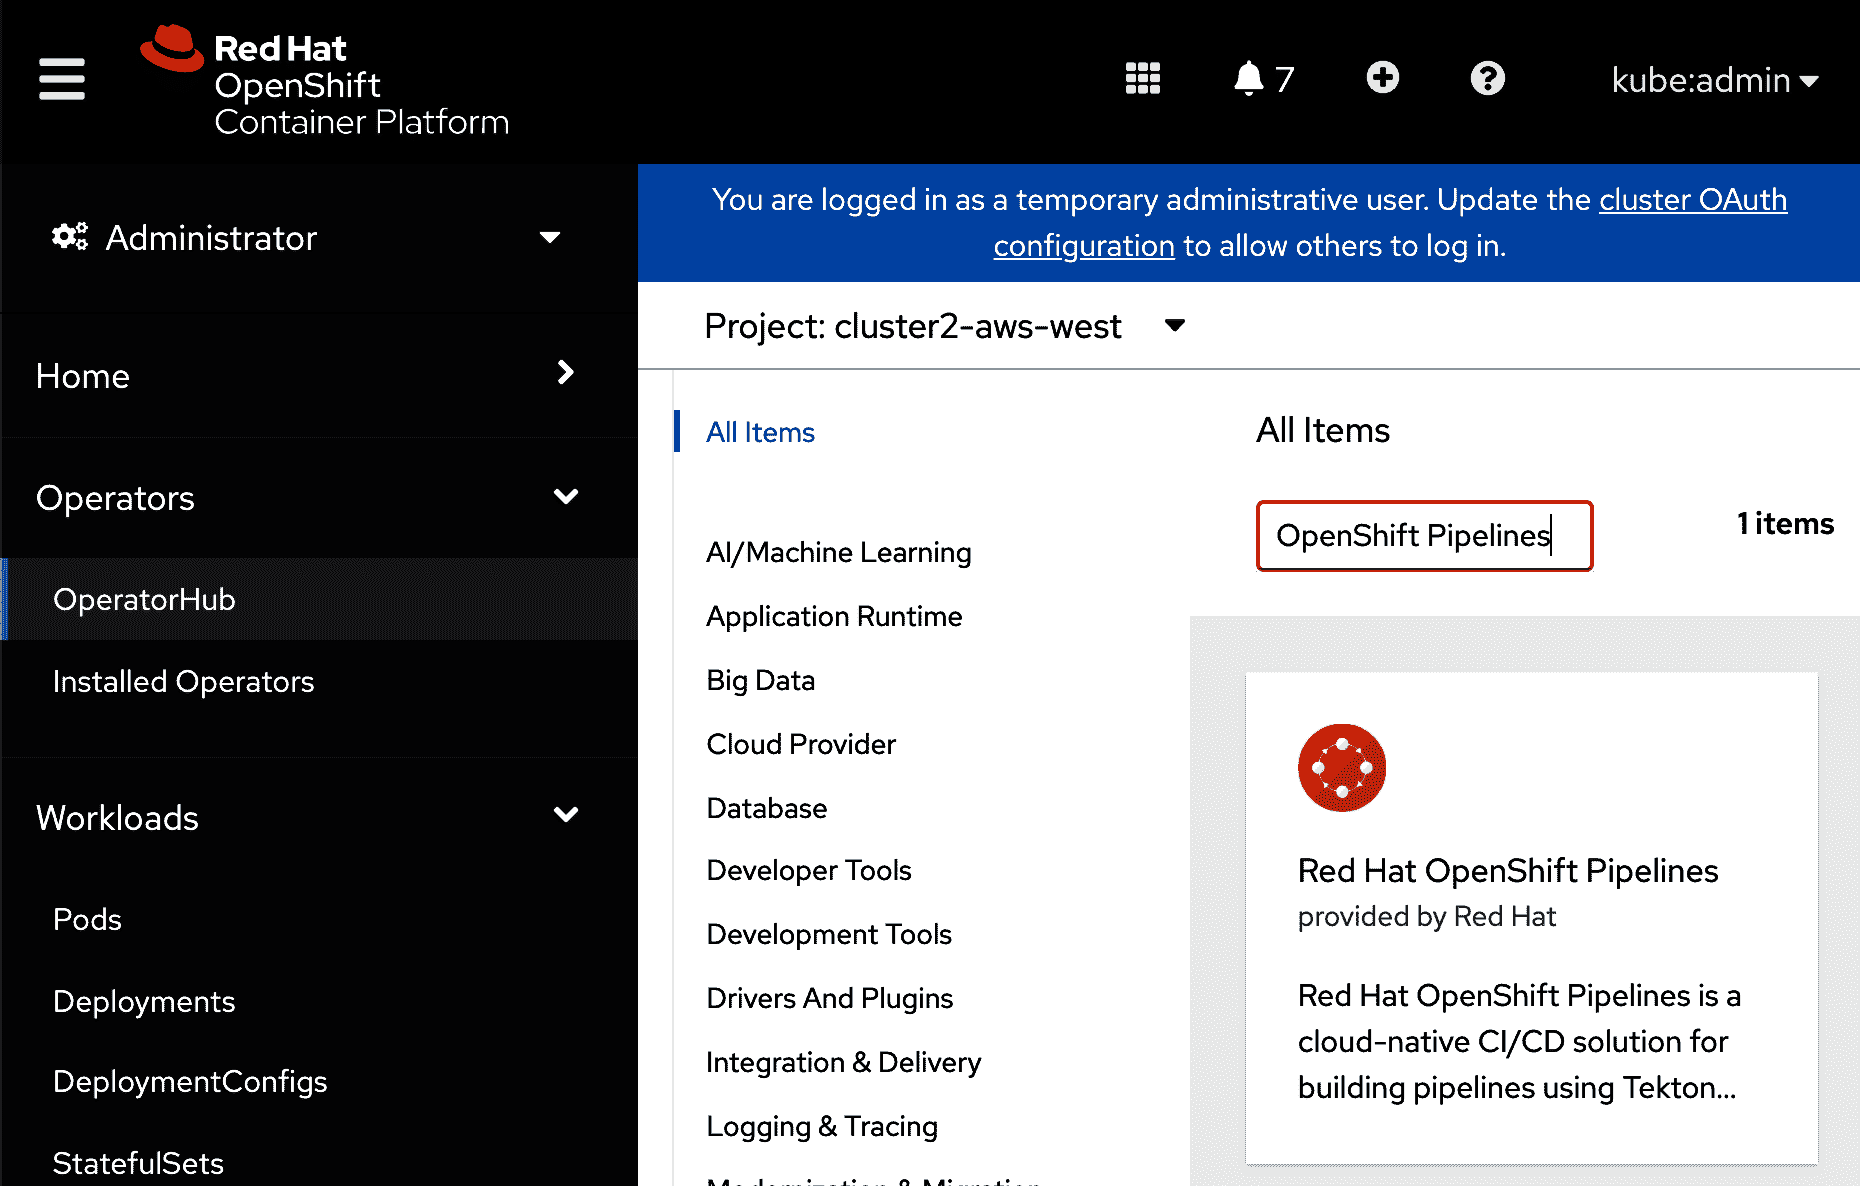 Red Hat
OpenShift
Container Platform
7
kube:admin
Administrator
Home
Operators
OperatorHub
Installed Operators
Workloads
Pods
Deployments
DeploymentConfigs
StatefulSets
You are logged in as a temporary administrative user. Update the cluster OAuth
configuration to allow others to log in.
Project: cluster2-aws-west
All Items
AI/Machine Learning
Application Runtime
Big Data
Cloud Provider
Database
Developer Tools
Development Tools
Drivers And Plugins
Integration & Delivery
Logging & Tracing
Modernization & Migration
All Items
OpenShift Pipelines
1 items
Red Hat OpenShift Pipelines
provided by Red Hat
Red Hat OpenShift Pipelines is a
cloud-native CI/CD solution for
building pipelines using Tekton...